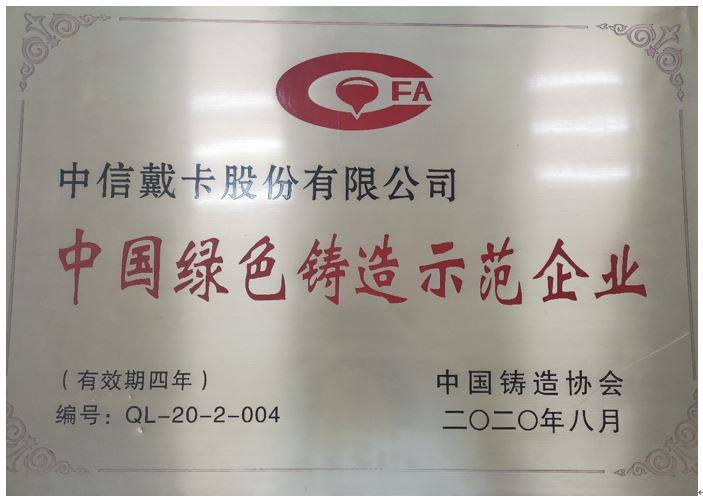 FA
中信戴卡股份有限公司
中国绿色铸造示范企业
（有效期四年）
编号：QL-20-2-004
中国铸造协会
二〇二〇年八月